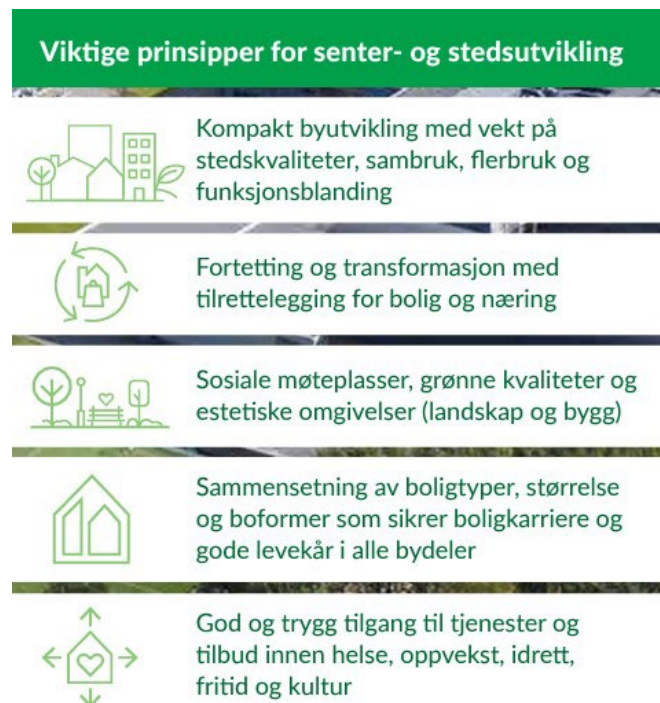 Viktige prinsipper for senter- og stedsutvikling
Kompakt byutvikling med vekt på
stedskvaliteter, sambruk, flerbruk og
funksjonsblanding
Fortetting og transformasjon med
tilrettelegging for bolig og næring
Sosiale møteplasser, grønne kvaliteter og
estetiske omgivelser (landskap og bygg)
Sammensetning av boligtyper, størrelse
og boformer som sikrer boligkarriere og
gode levekår i alle bydeler
God og trygg tilgang til tjenester og
tilbud innen helse, oppvekst, idrett,
fritid og kultur